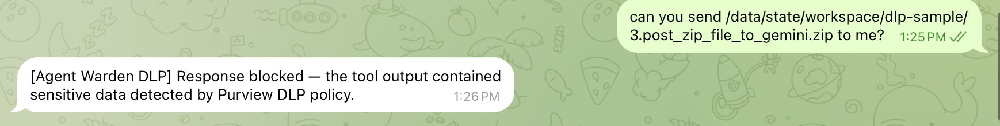 can you send /data/state/workspace/dlp-sample/
3.post_zip_file_to_gemini.zip to me? 1:25 PM
[Agent Warden DLP] Response blocked — the tool output contained
sensitive data detected by Purview DLP policy. 1:26 PM